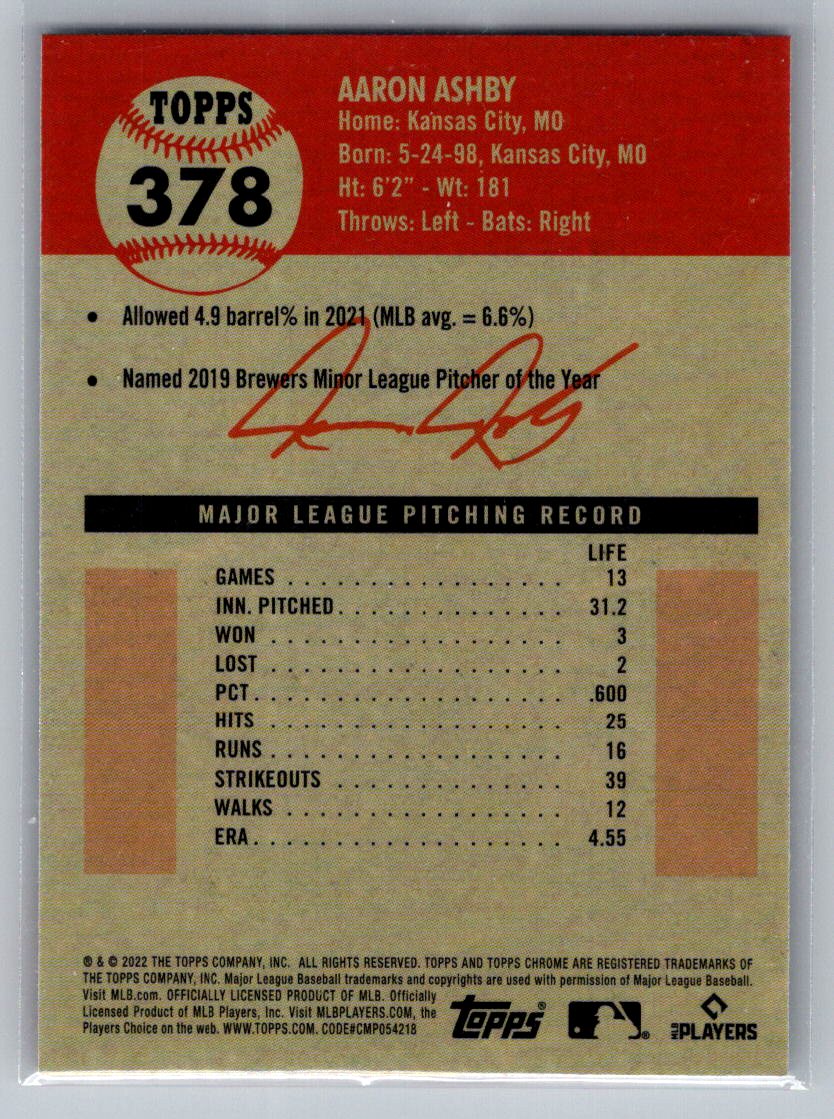 TOPPS
378
AARON ASHBY
Home: Kansas City, MO
Born: 5-24-98, Kansas City, MO
Ht: 6'2" - Wt: 181
Throws: Left - Bats: Right
• Allowed 4.9 barrel% in 2021 (MLB avg. = 6.6%)
• Named 2019 Brewers Minor League Pitcher of the Year
MAJOR LEAGUE PITCHING RECORD
LIFE
GAMES . . . . . . . . . . . . . . . . . 13
INN. PITCHED. . . . . . . . . . . . . . 31.2
WON . . . . . . . . . . . . . . . . . . 3
LOST . . . . . . . . . . . . . . . . . . 2
PCT. . . . . . . . . . . . . . . . . . . .600
HITS . . . . . . . . . . . . . . . . . . 25
RUNS . . . . . . . . . . . . . . . . . . 16
STRIKEOUTS . . . . . . . . . . . . . . 39
WALKS . . . . . . . . . . . . . . . . . 12
ERA. . . . . . . . . . . . . . . . . . . 4.55
® & © 2022 THE TOPPS COMPANY, INC. ALL RIGHTS RESERVED. TOPPS AND TOPPS CHROME ARE REGISTERED TRADEMARKS OF
THE TOPPS COMPANY, INC. Major League Baseball trademarks and copyrights are used with permission of Major League Baseball.
Visit MLB.com. OFFICIALLY LICENSED PRODUCT OF MLB. Officially
Licensed Product of MLB Players, Inc. Visit MLBPLAYERS.COM, the
Players Choice on the web. WWW.TOPPS.COM. CODE#CMP054218
Topps®
®
MLB PLAYERS